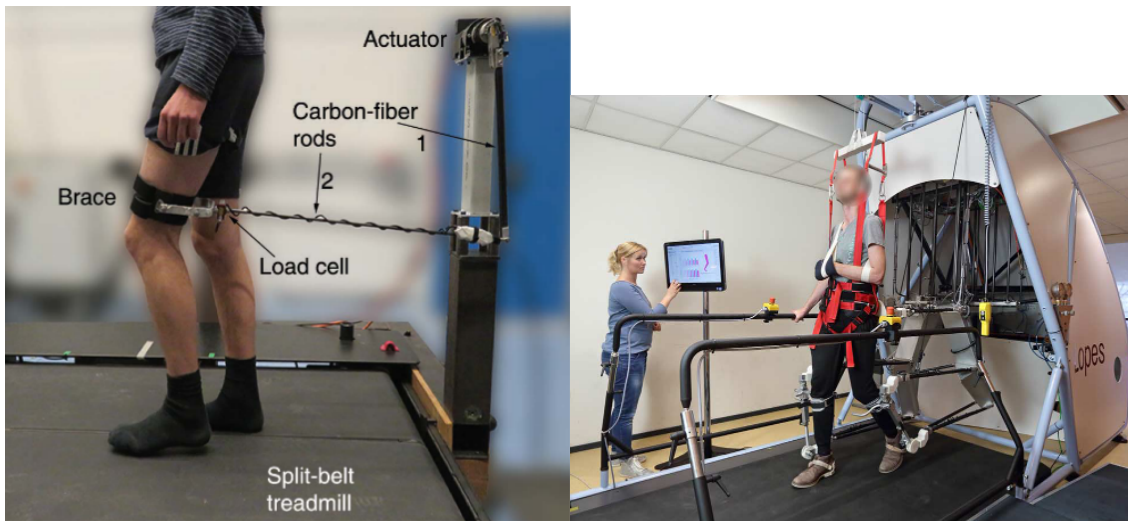 Actuator
Carbon-fiber
rods
1
2
Brace
Load cell
Split-belt
treadmill
Lopes